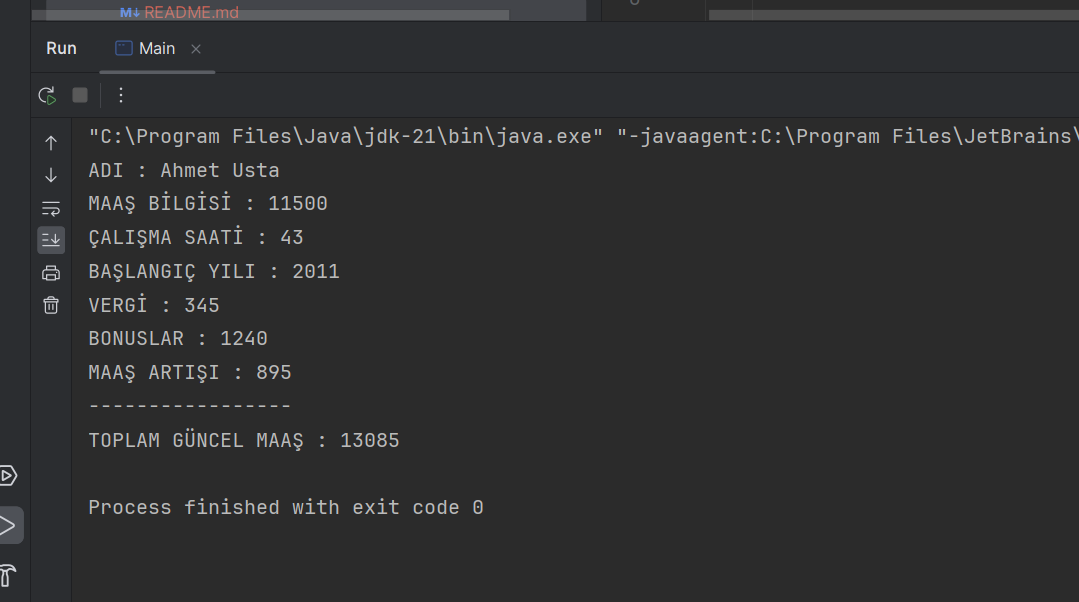 M↓ README.md
Run Main
"C:\Program Files\Java\jdk-21\bin\java.exe" "-javaagent:C:\Program Files\JetBrains\
ADI : Ahmet Usta
MAAŞ BİLGİSİ : 11500
ÇALIŞMA SAATİ : 43
BAŞLANGIÇ YILI : 2011
VERGİ : 345
BONUSLAR : 1240
MAAŞ ARTIŞI : 895
-----------------
TOPLAM GÜNCEL MAAŞ : 13085
Process finished with exit code 0